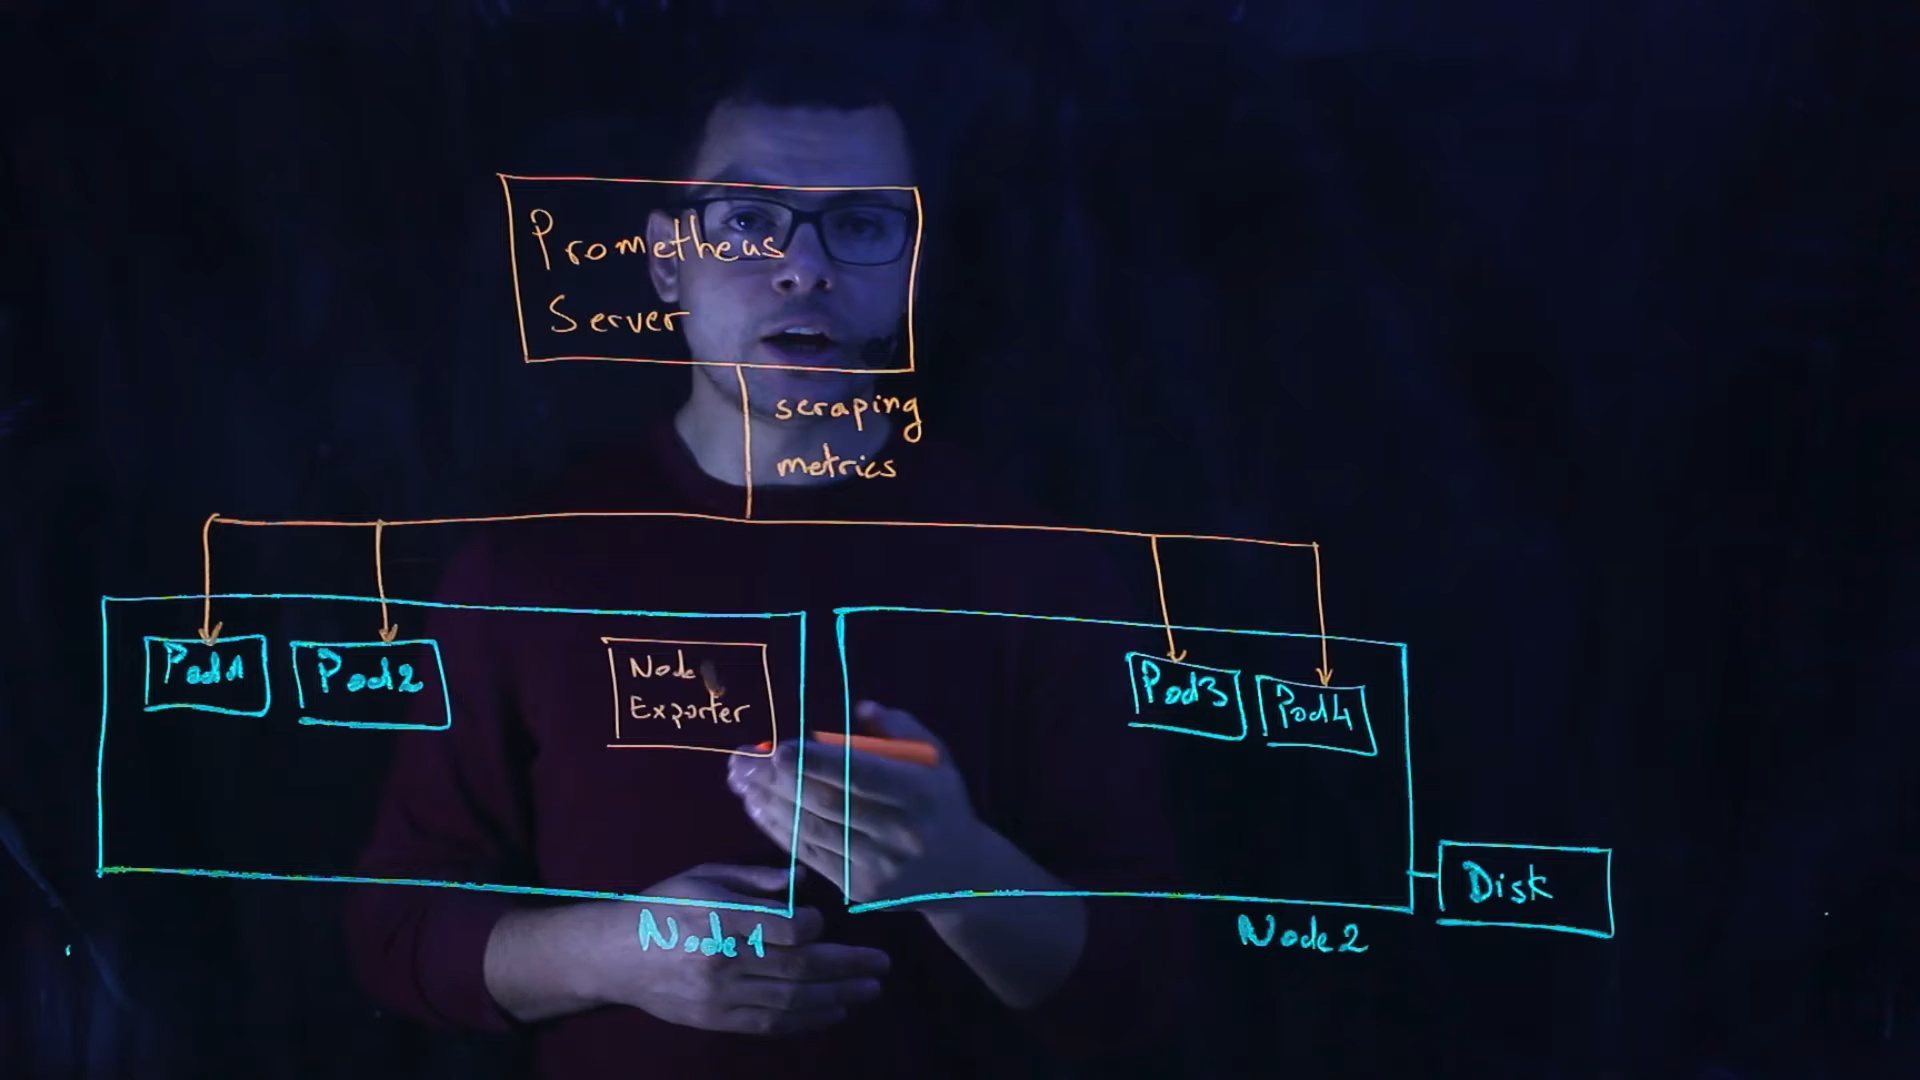 Prometheus
Server
scraping
metrics
Pod1
Pod2
Node
Exporter
Pod3
Pod4
Disk
Node1
Node2